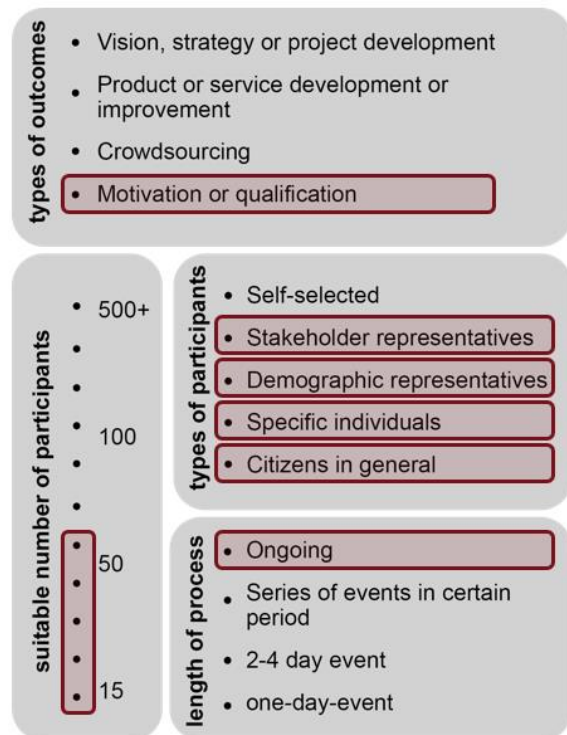 types of outcomes
• Vision, strategy or project development
• Product or service development or
improvement
• Crowdsourcing
• Motivation or qualification
suitable number of participants
• 500+
•
•
• 100
•
•
• 50
•
•
•
• 15
types of participants
• Self-selected
• Stakeholder representatives
• Demographic representatives
• Specific individuals
• Citizens in general
length of process
• Ongoing
• Series of events in certain
period
• 2-4 day event
• one-day-event